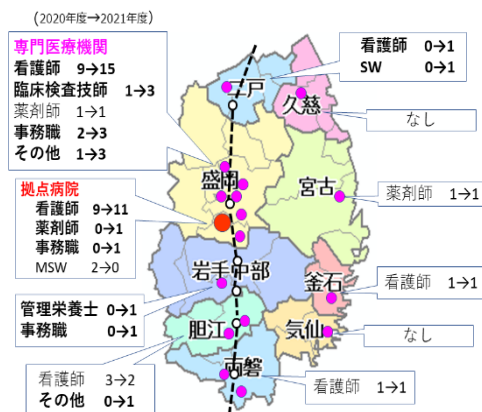 （2020年度→2021年度）
専門医療機関
看護師 9→15
臨床検査技師 1→3
薬剤師 1→1
事務職 2→3
その他 1→3
拠点病院
看護師 9→11
薬剤師 0→1
事務職 0→1
MSW 2→0
管理栄養士 0→1
事務職 0→1
看護師 3→2
その他 0→1
看護師 0→1
SW 0→1
なし
薬剤師 1→1
看護師 1→1
なし
看護師 1→1
二戸
久慈
盛岡
宮古
岩手中部
釜石
胆江
気仙
両磐